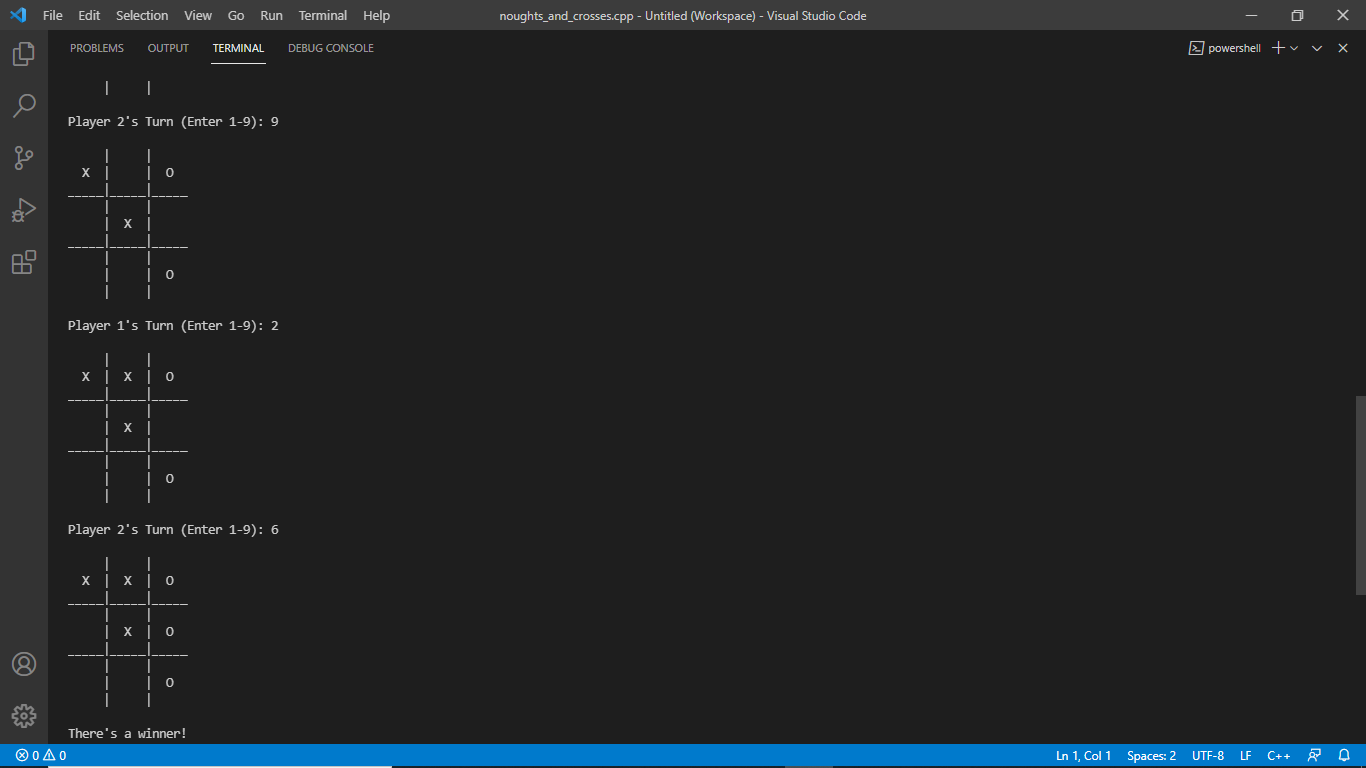 File Edit Selection View Go Run Terminal Help noughts_and_crosses.cpp - Untitled (Workspace) - Visual Studio Code
PROBLEMS OUTPUT TERMINAL DEBUG CONSOLE powershell
|     |
Player 2's Turn (Enter 1-9): 9
     |     |
  X  |     |  O
_____|_____|_____
     |     |
     |  X  |
_____|_____|_____
     |     |
     |     |  O
     |     |
Player 1's Turn (Enter 1-9): 2
     |     |
  X  |  X  |  O
_____|_____|_____
     |     |
     |  X  |
_____|_____|_____
     |     |
     |     |  O
     |     |
Player 2's Turn (Enter 1-9): 6
     |     |
  X  |  X  |  O
_____|_____|_____
     |     |
     |  X  |  O
_____|_____|_____
     |     |
     |     |  O
     |     |
There's a winner!
0 0 Ln 1, Col 1 Spaces: 2 UTF-8 LF C++